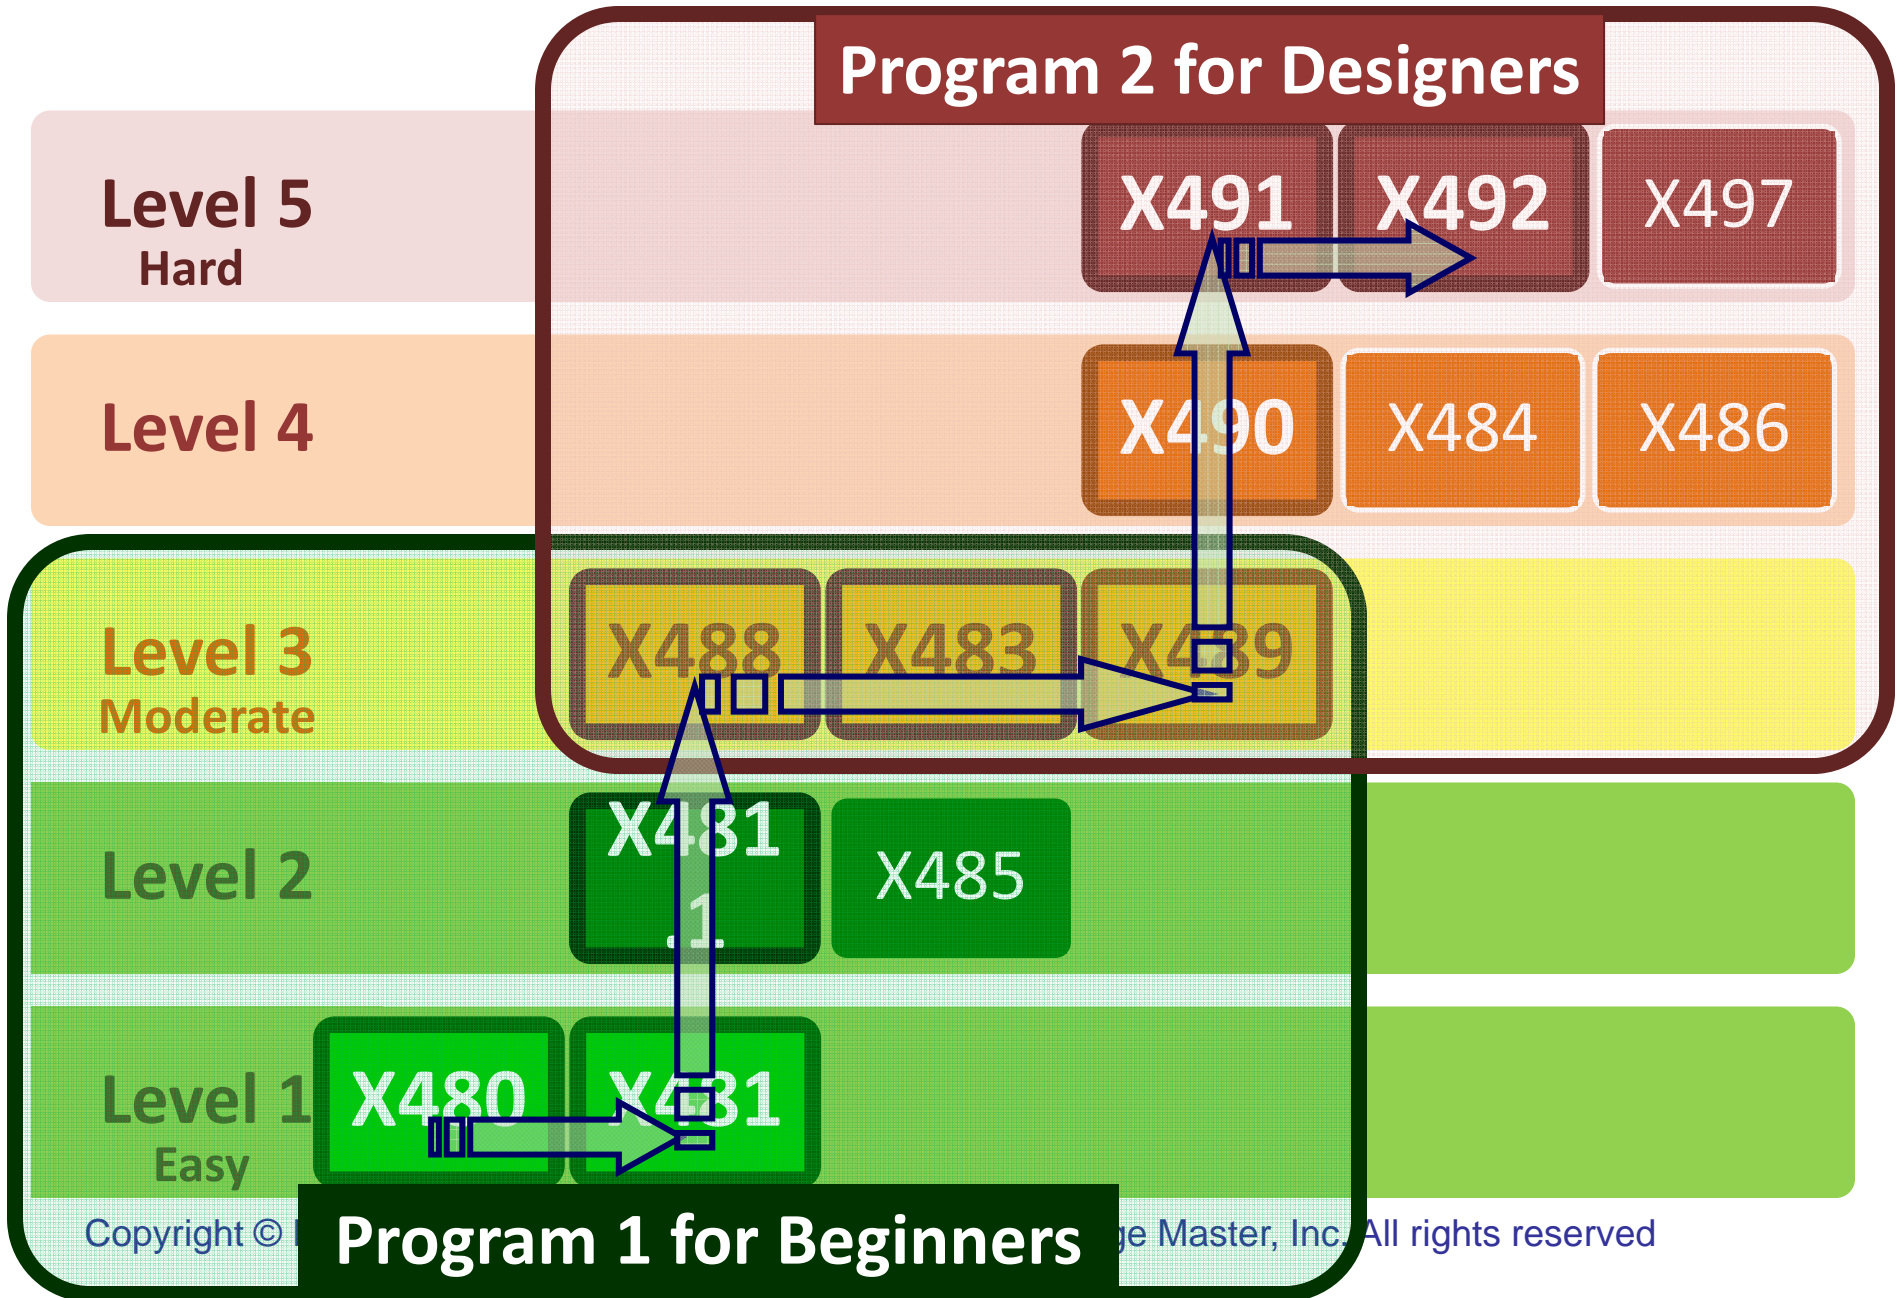 Program 2 for Designers
Level 5
Hard
X491
X492
X497
Level 4
X490
X484
X486
Level 3
Moderate
X488
X483
X489
Level 2
X481
.1
X485
Level 1
Easy
X480
X481
Program 1 for Beginners
Copyright © Master, Inc. All rights reserved